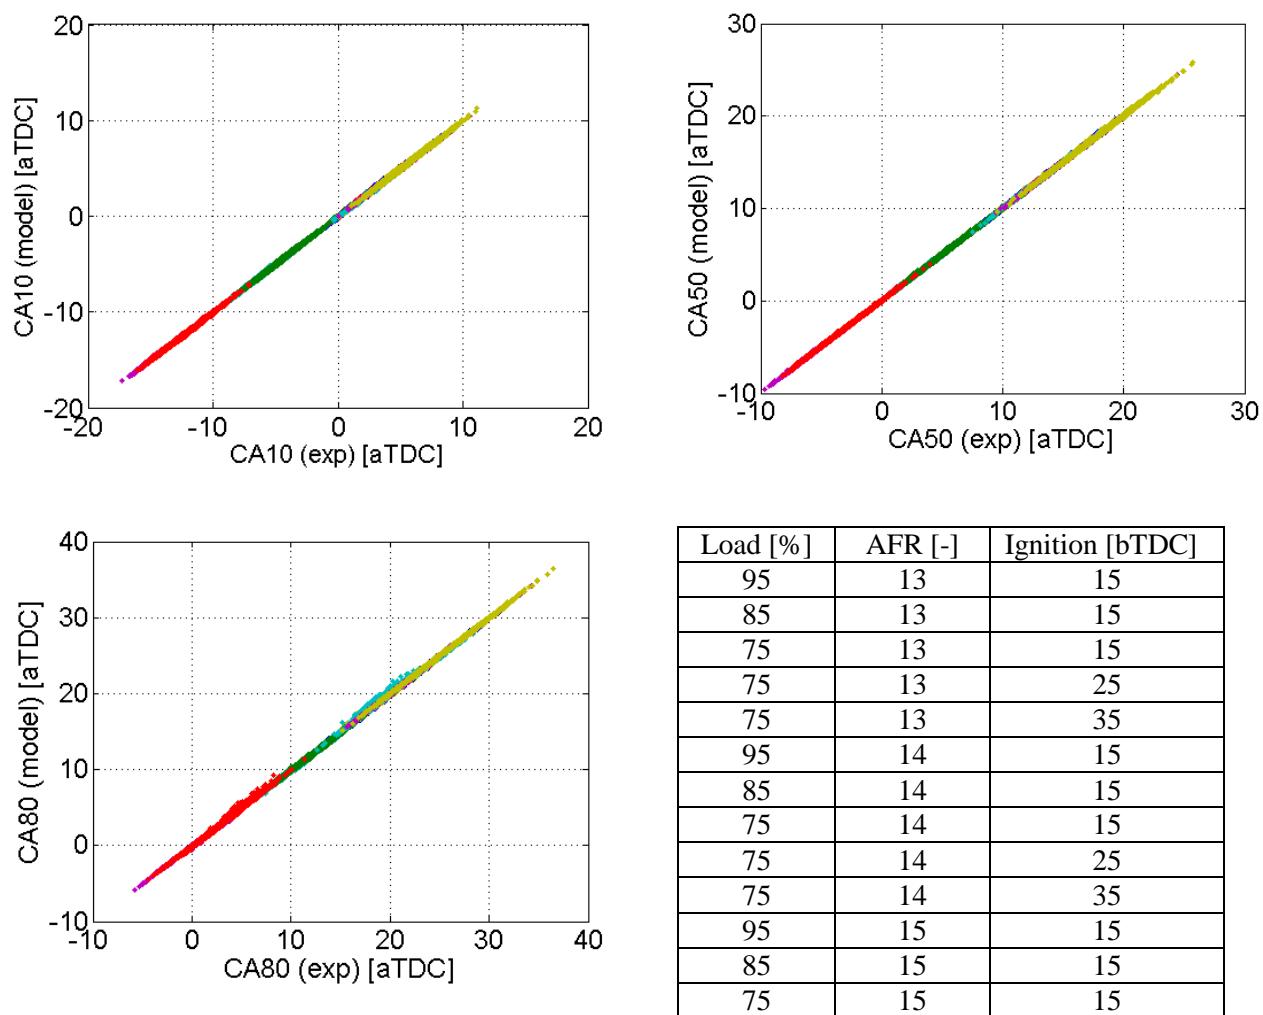 20
10
0
-10
-20
-20 -10 0 10 20
CA10 (model) [aTDC]
CA10 (exp) [aTDC]
30
20
10
0
-10
-10 0 10 20 30
CA50 (model) [aTDC]
CA50 (exp) [aTDC]
40
30
20
10
0
-10
-10 0 10 20 30 40
CA80 (model) [aTDC]
CA80 (exp) [aTDC]
Load [%] AFR [-] Ignition [bTDC]
95 13 15
85 13 15
75 13 15
75 13 25
75 13 35
95 14 15
85 14 15
75 14 15
75 14 25
75 14 35
95 15 15
85 15 15
75 15 15